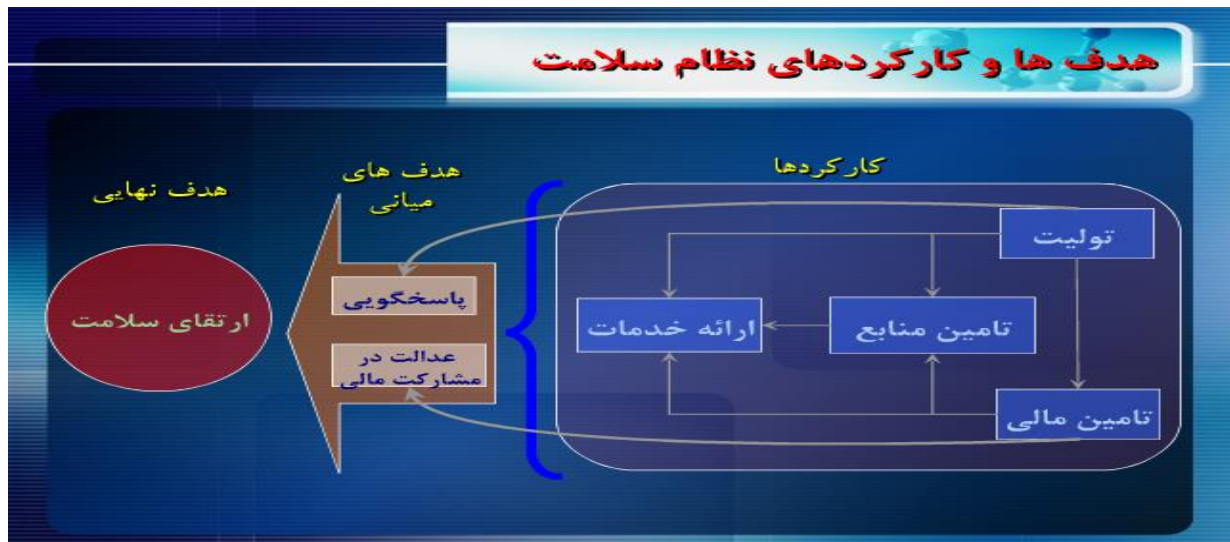 هدف ها و کارکردهای نظام سلامت
کارکردها
هدف های
میانی
هدف نهایی
تولیت
پاسخگویی
تامین منابع
ارائه خدمات
ارتقای سلامت
عدالت در
مشارکت مالی
تامین مالی